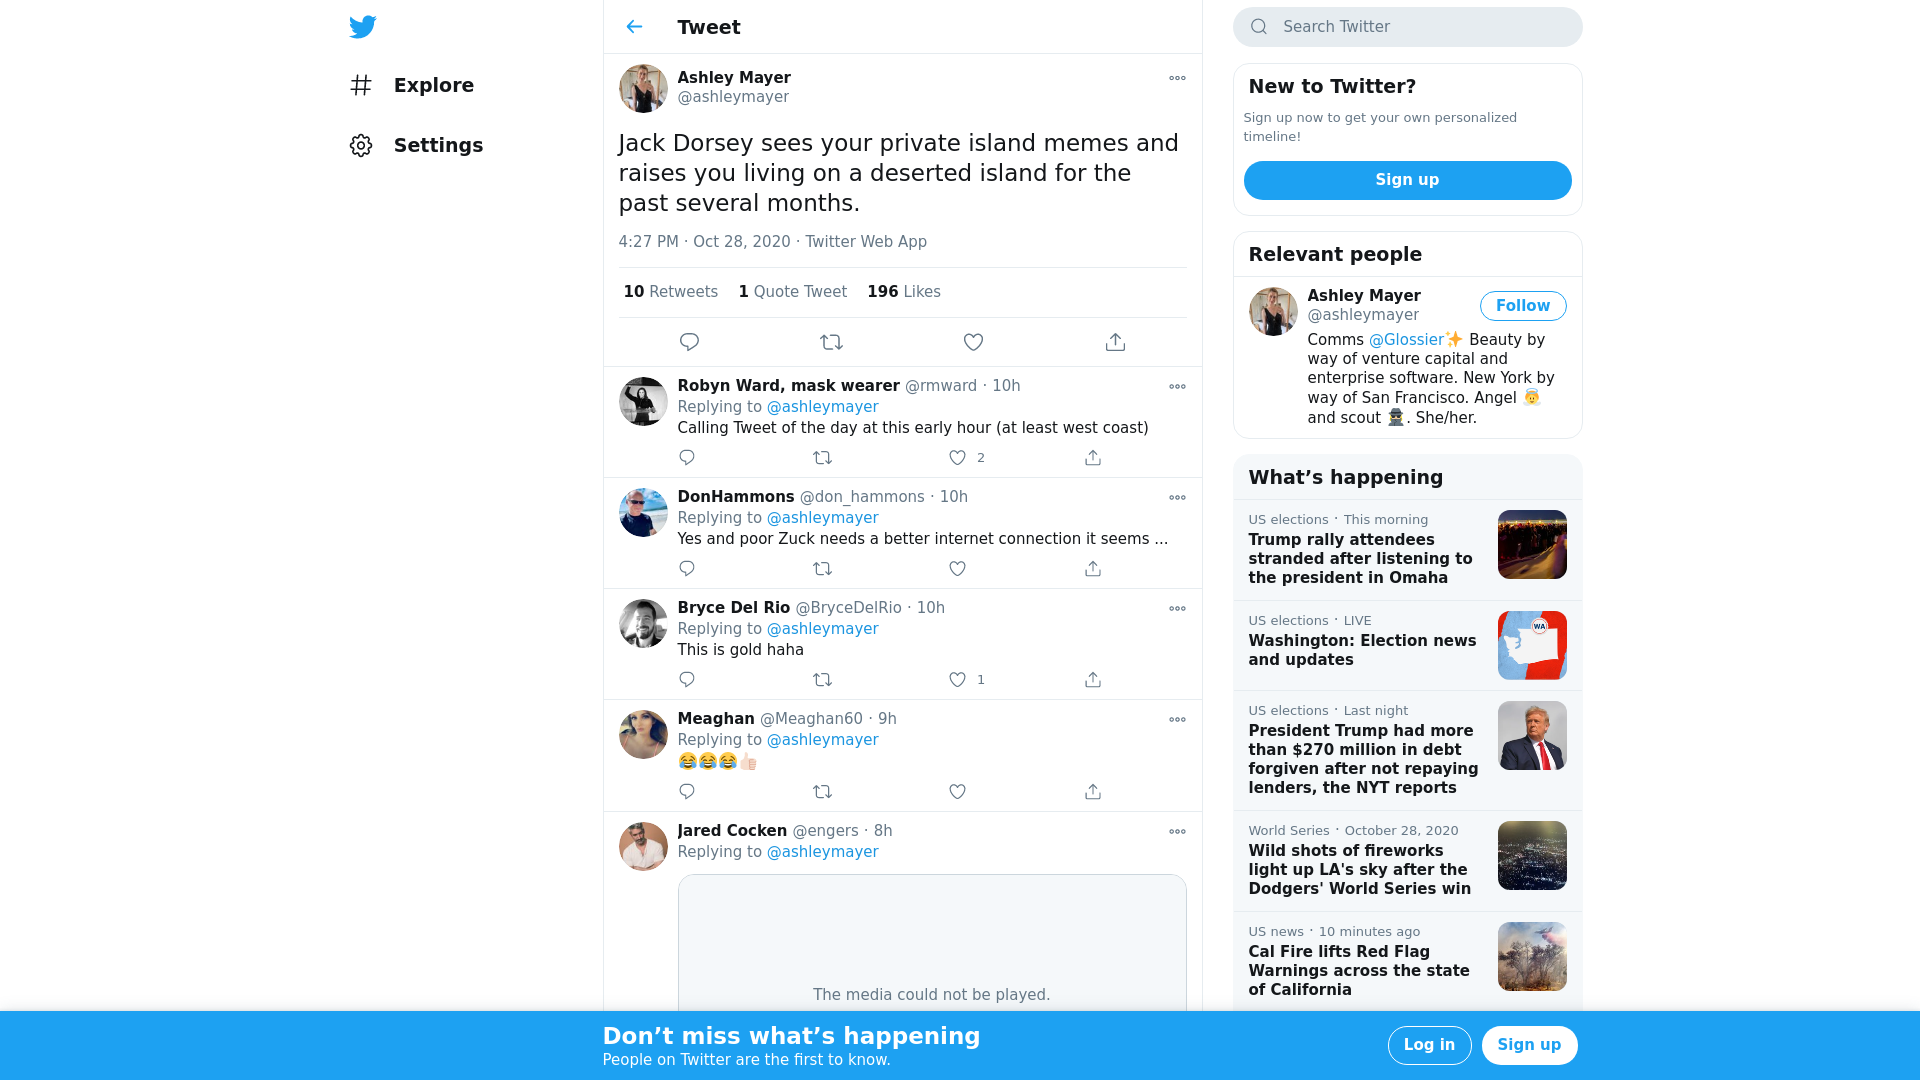 Explore
Settings
Tweet
Ashley Mayer
@ashleymayer
Jack Dorsey sees your private island memes and
raises you living on a deserted island for the
past several months.
4:27 PM · Oct 28, 2020 · Twitter Web App
10 Retweets 1 Quote Tweet 196 Likes
Robyn Ward, mask wearer @rmward · 10h
Replying to @ashleymayer
Calling Tweet of the day at this early hour (at least west coast)
2
DonHammons @don_hammons · 10h
Replying to @ashleymayer
Yes and poor Zuck needs a better internet connection it seems ...
Bryce Del Rio @BryceDelRio · 10h
Replying to @ashleymayer
This is gold haha
1
Meaghan @Meaghan60 · 9h
Replying to @ashleymayer
😂😂😂👍🏻
Jared Cocken @engers · 8h
Replying to @ashleymayer
The media could not be played.
Search Twitter
New to Twitter?
Sign up now to get your own personalized
timeline!
Sign up
Relevant people
Ashley Mayer
@ashleymayer
Follow
Comms @Glossier✨ Beauty by
way of venture capital and
enterprise software. New York by
way of San Francisco. Angel 👼
and scout 🕵. She/her.
What’s happening
US elections · This morning
Trump rally attendees
stranded after listening to
the president in Omaha
US elections · LIVE
Washington: Election news
and updates
WA
US elections · Last night
President Trump had more
than $270 million in debt
forgiven after not repaying
lenders, the NYT reports
World Series · October 28, 2020
Wild shots of fireworks
light up LA's sky after the
Dodgers' World Series win
US news · 10 minutes ago
Cal Fire lifts Red Flag
Warnings across the state
of California
Don’t miss what’s happening
People on Twitter are the first to know.
Log in
Sign up